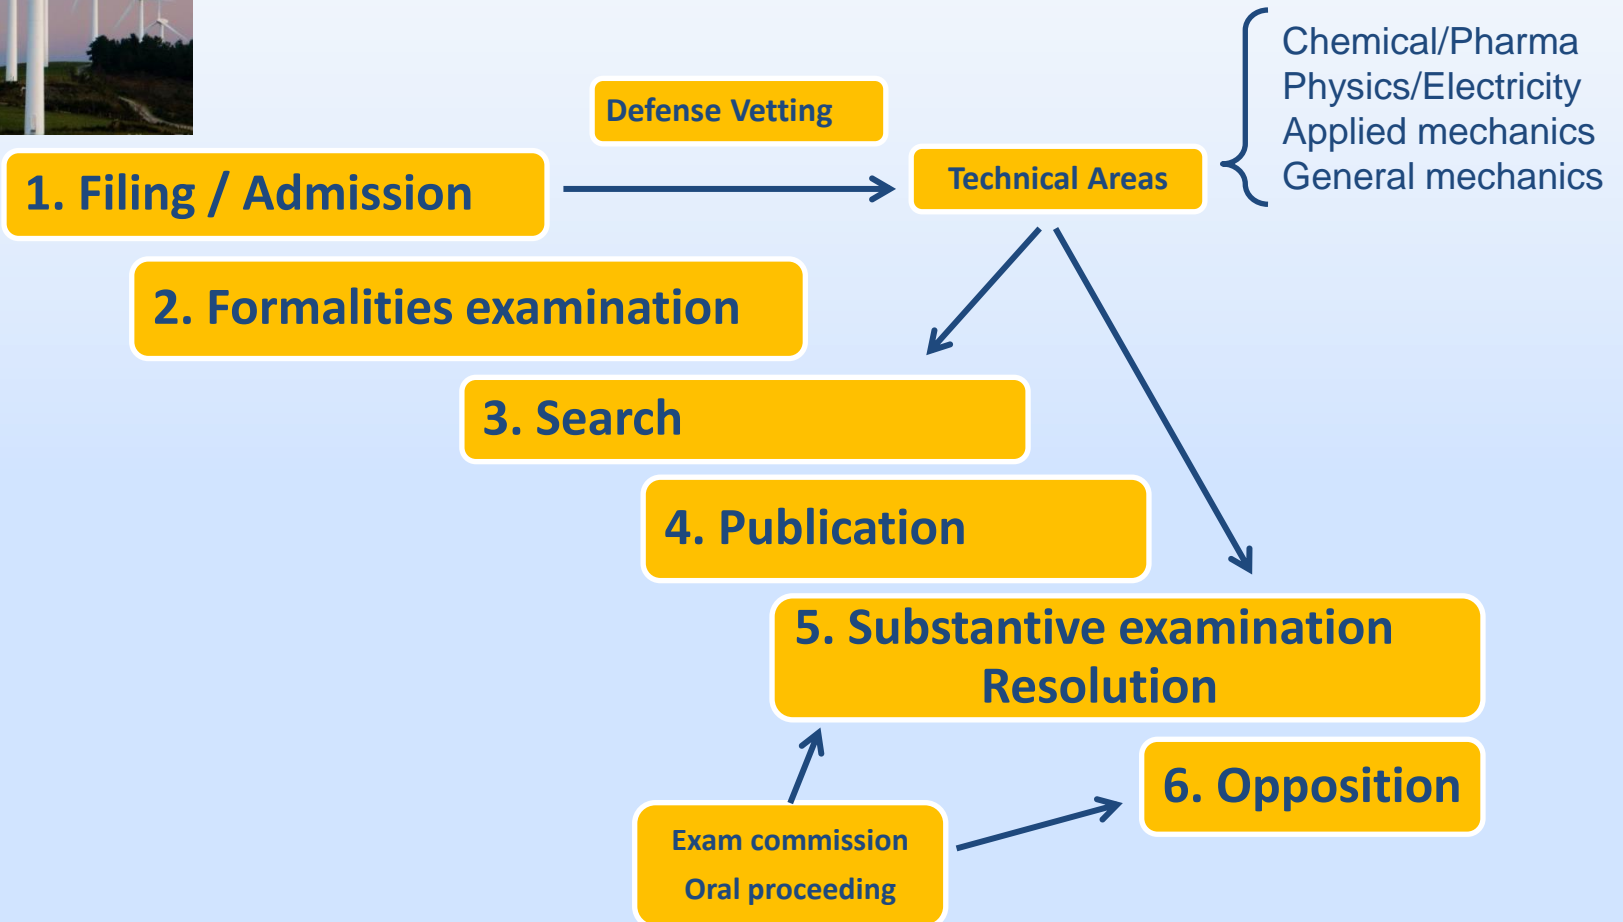 Chemical/Pharma
Physics/Electricity
Applied mechanics
General mechanics
Defense Vetting
Technical Areas
1. Filing / Admission
2. Formalities examination
3. Search
4. Publication
5. Substantive examination
Resolution
6. Opposition
Exam commission
Oral proceeding